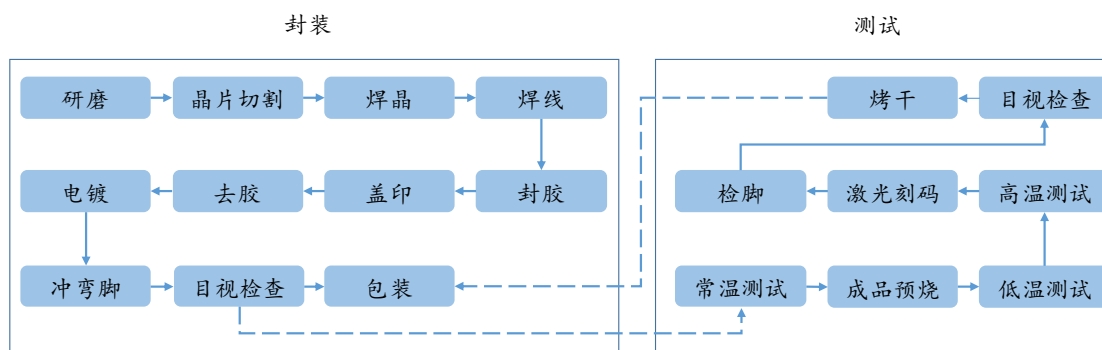 封装
测试
研磨
晶片切割
焊晶
焊线
烤干
目视检查
电镀
去胶
盖印
封胶
检脚
激光刻码
高温测试
冲弯脚
目视检查
包装
常温测试
成品预烧
低温测试